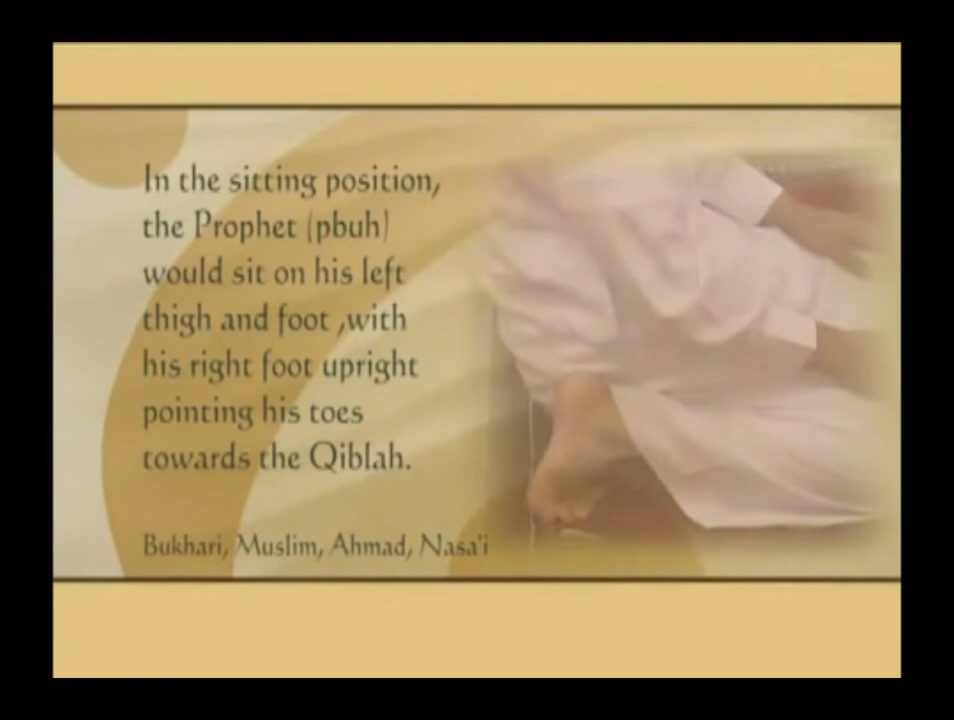 In the sitting position,
the Prophet (pbuh)
would sit on his left
thigh and foot ,with
his right foot upright
pointing his toes
towards the Qiblah.
Bukhari, Muslim, Ahmad, Nasa'i